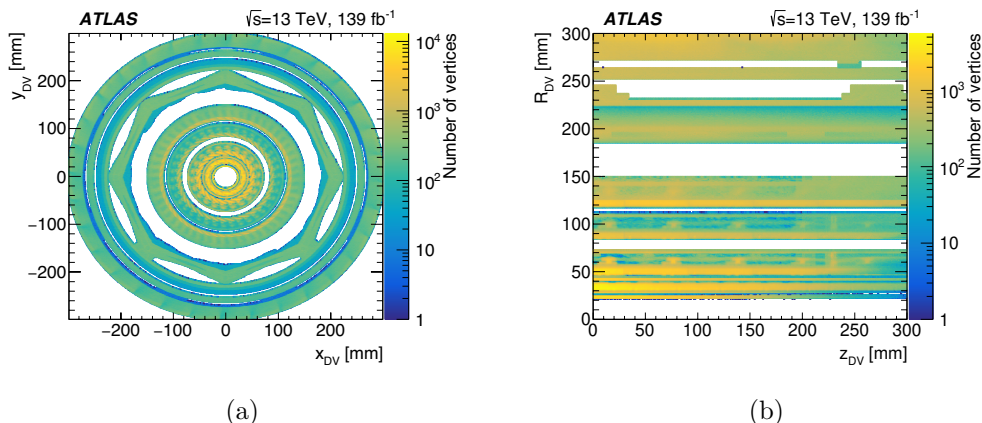 ATLAS √s=13 TeV, 139 fb⁻¹
y_DV [mm]
200
100
0
−100
−200
−200 −100 0 100 200
x_DV [mm]
10⁴
10³
10²
10
1
Number of vertices
(a)
ATLAS √s=13 TeV, 139 fb⁻¹
R_DV [mm]
300
250
200
150
100
50
0
0 50 100 150 200 250 300
z_DV [mm]
10³
10²
10
1
Number of vertices
(b)